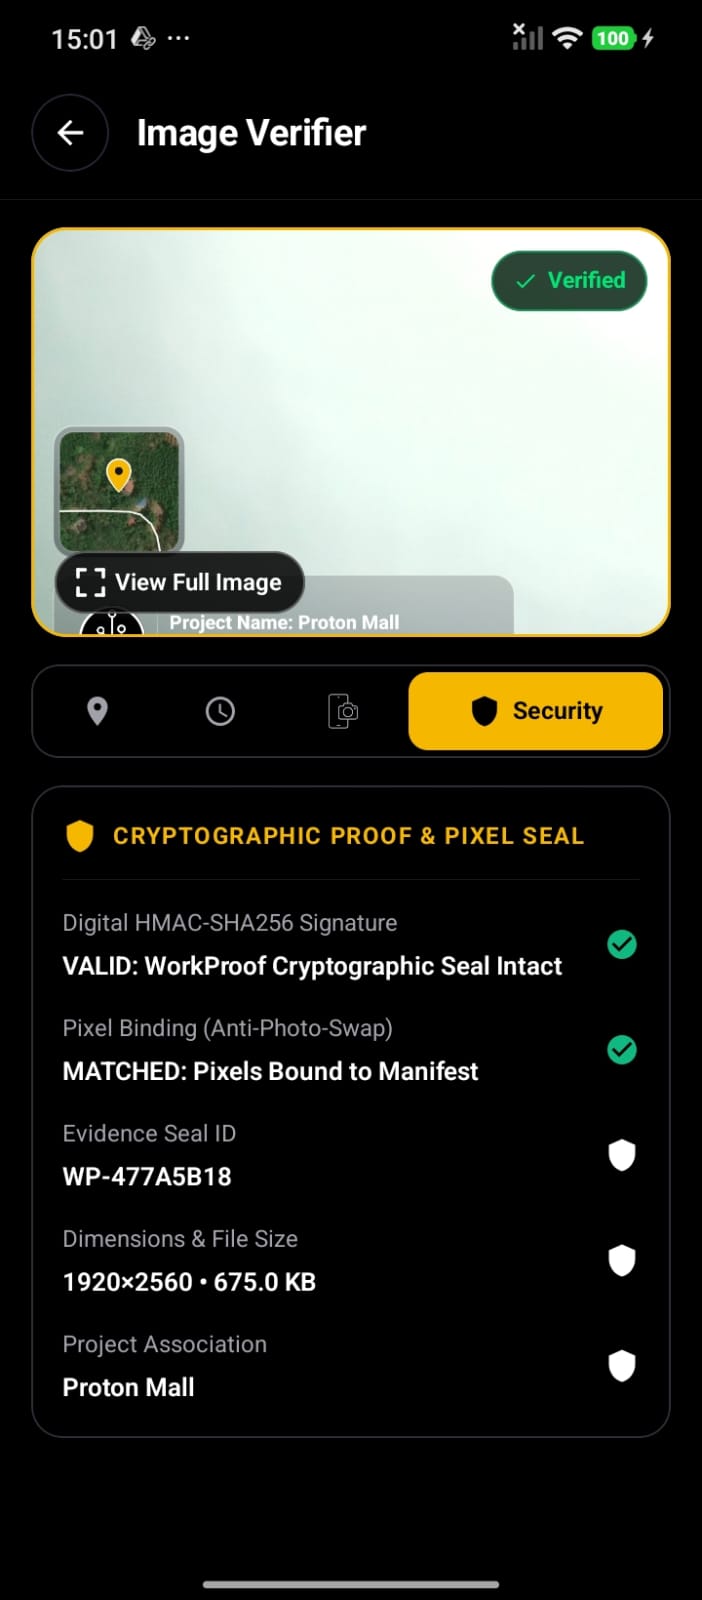 15:01
100
Image Verifier
Verified
View Full Image
Project Name: Proton Mall
Security
CRYPTOGRAPHIC PROOF & PIXEL SEAL
Digital HMAC-SHA256 Signature
VALID: WorkProof Cryptographic Seal Intact
Pixel Binding (Anti-Photo-Swap)
MATCHED: Pixels Bound to Manifest
Evidence Seal ID
WP-477A5B18
Dimensions & File Size
1920×2560 • 675.0 KB
Project Association
Proton Mall